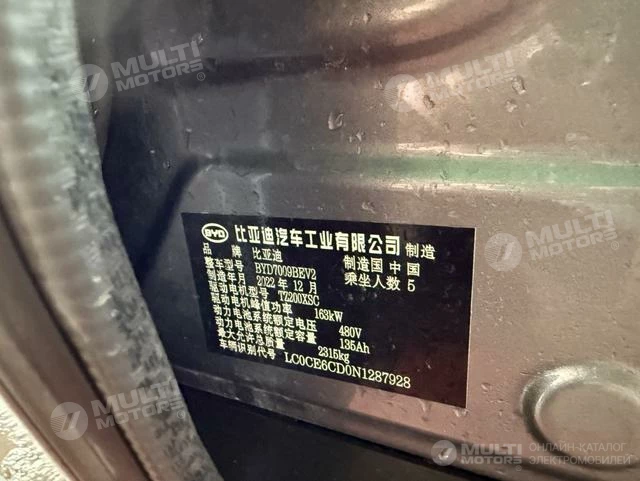 MULTI MOTORS®
MULTI MOTORS
MULTI MOTORS
BYD 比亚迪汽车工业有限公司 制造
品 牌 比亚迪 制造国 中国
整车型号 BYD7009BEV2 乘坐人数 5
制造年月 2022 年 12 月
驱动电机型号 TZ200XSC
驱动电机峰值功率 163kW
动力电池系统额定电压 480V
动力电池系统额定容量 135Ah
最大允许总质量 2315kg
车辆识别代号 LC0CE6CD0N1287928
MULTI MOTORS
MULTI MOTORS
ОНЛАЙН-КАТАЛОГ
ЭЛЕКТРОМОБИЛЕЙ